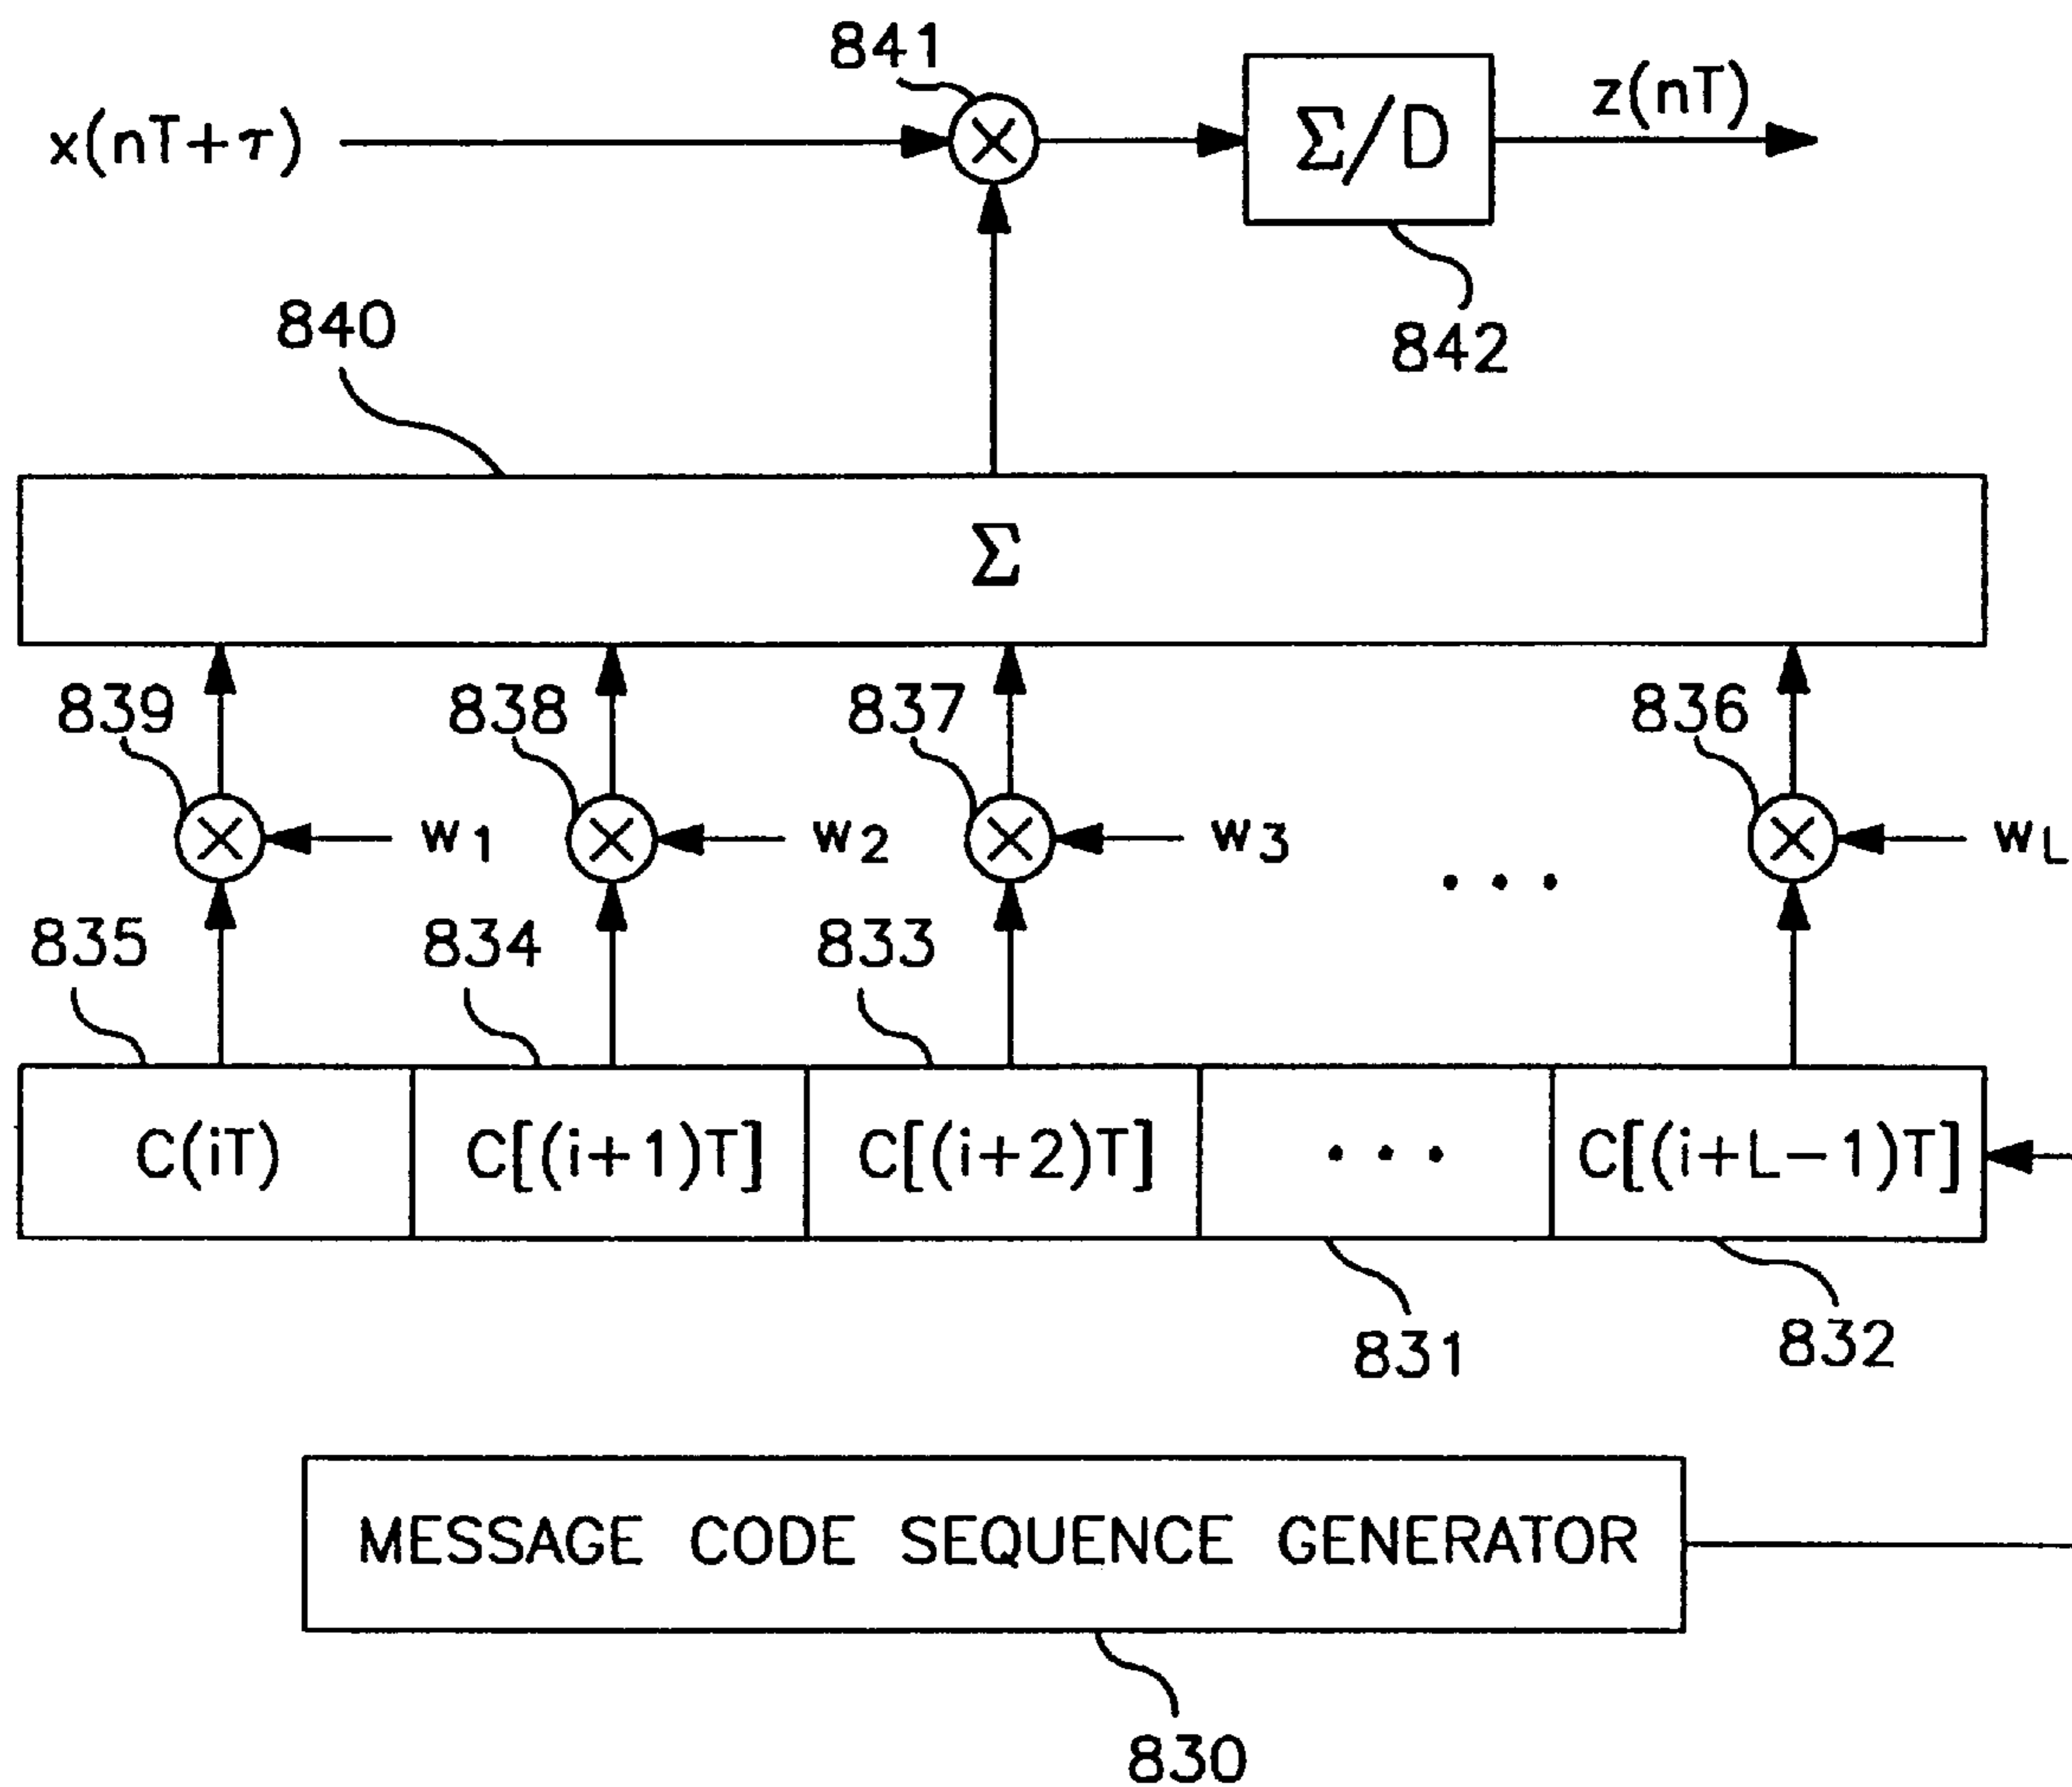 841
x(nT+τ)
Σ/D
z(nT)
842
840
Σ
839
838
837
836
w1
w2
w3
...
wL
835
834
833
C(iT)
C[(i+1)T]
C[(i+2)T]
...
C[(i+L-1)T]
831
832
MESSAGE CODE SEQUENCE GENERATOR
830